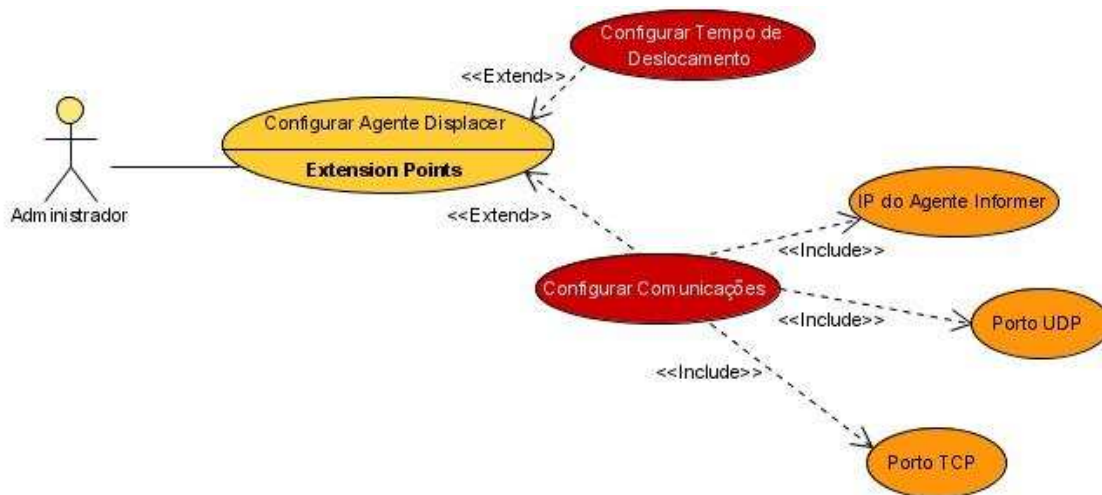 Configurar Tempo de
Deslocamento
<<Extend>>
Configurar Agente Displacer
Extension Points
Administrador
<<Extend>>
IP do Agente Informer
<<Include>>
Configurar Comunicações
<<Include>>
Porto UDP
<<Include>>
Porto TCP